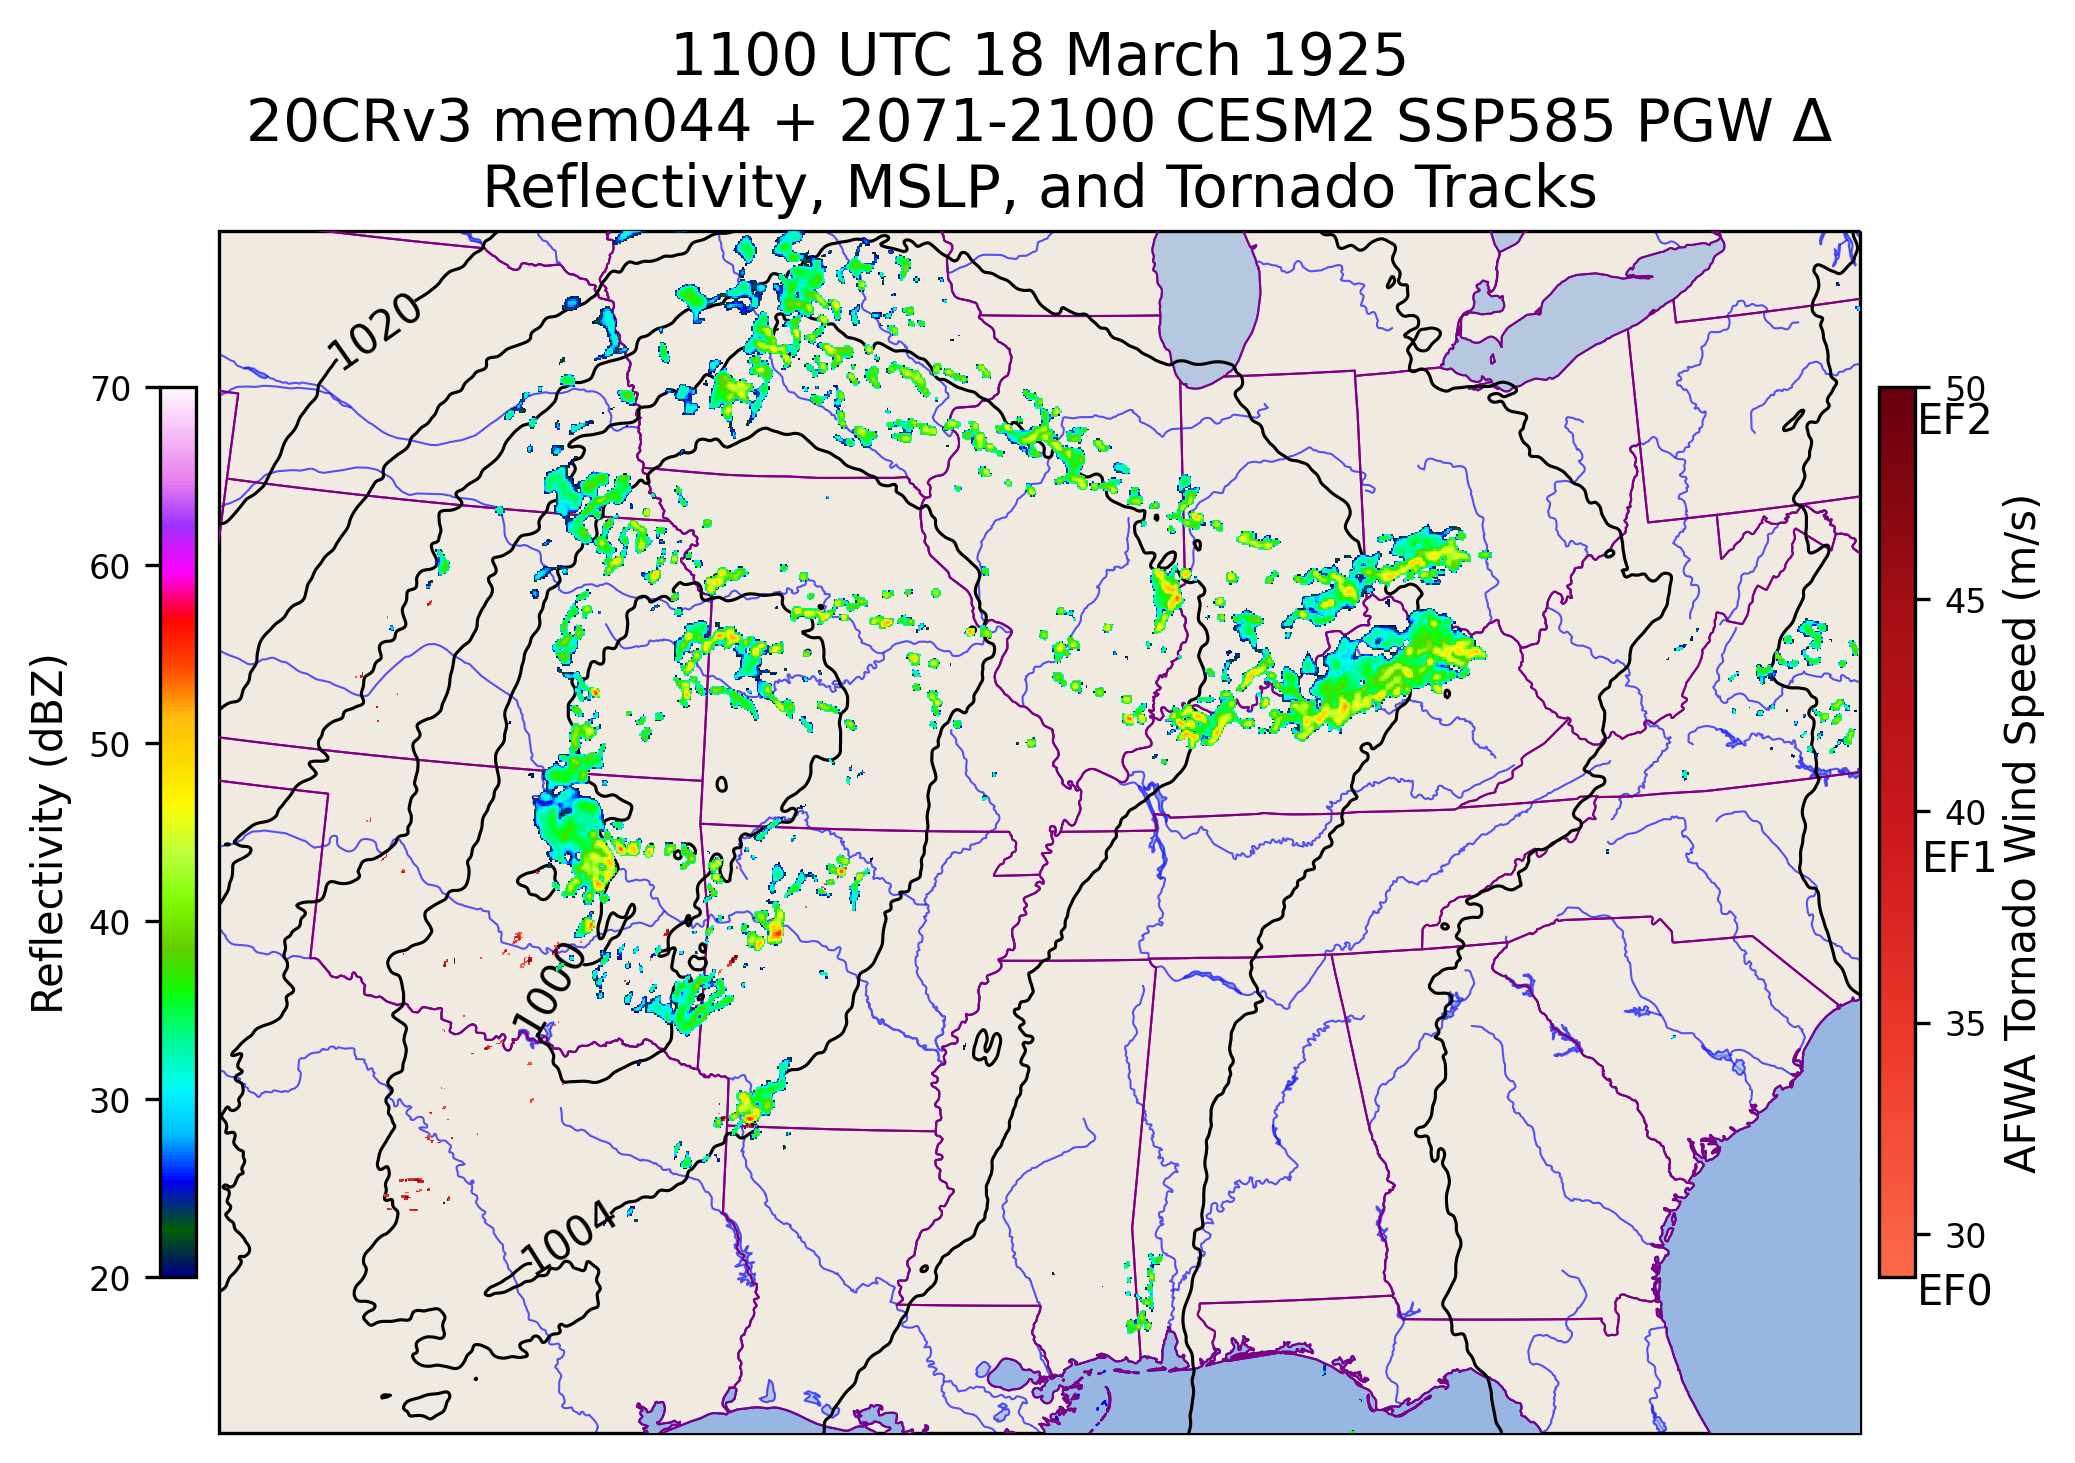 1100 UTC 18 March 1925
20CRv3 mem044 + 2071-2100 CESM2 SSP585 PGW Δ
Reflectivity, MSLP, and Tornado Tracks
1020
1000
1004
Reflectivity (dBZ)
70
60
50
40
30
20
50
EF2
45
40
EF1
35
30
EF0
AFWA Tornado Wind Speed (m/s)